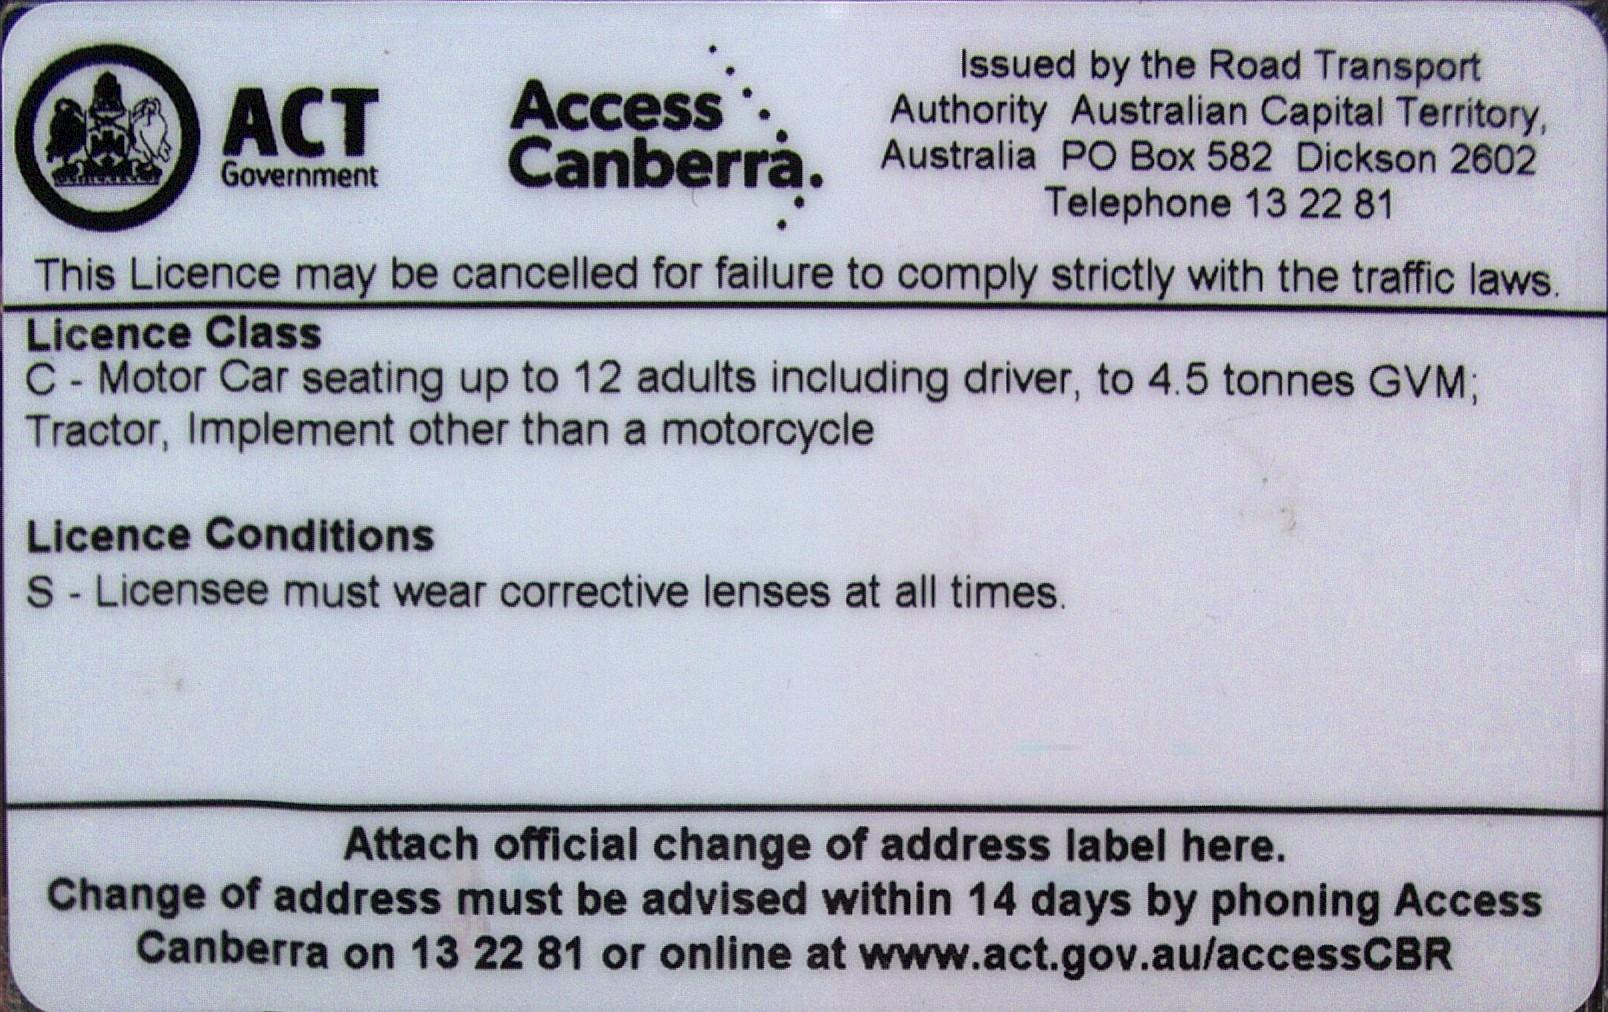 ACT
Government
Access
Canberra.
Issued by the Road Transport
Authority Australian Capital Territory,
Australia PO Box 582 Dickson 2602
Telephone 13 22 81
This Licence may be cancelled for failure to comply strictly with the traffic laws.
Licence Class
C - Motor Car seating up to 12 adults including driver, to 4.5 tonnes GVM;
Tractor, Implement other than a motorcycle
Licence Conditions
S - Licensee must wear corrective lenses at all times.
Attach official change of address label here.
Change of address must be advised within 14 days by phoning Access
Canberra on 13 22 81 or online at www.act.gov.au/accessCBR